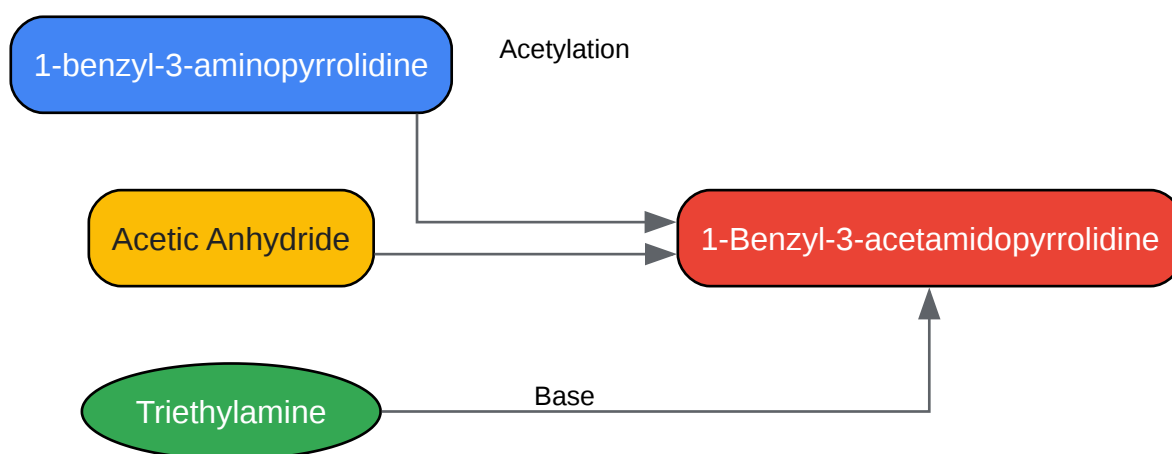 1-benzyl-3-aminopyrrolidine
Acetylation
Acetic Anhydride
1-Benzyl-3-acetamidopyrrolidine
Triethylamine
Base